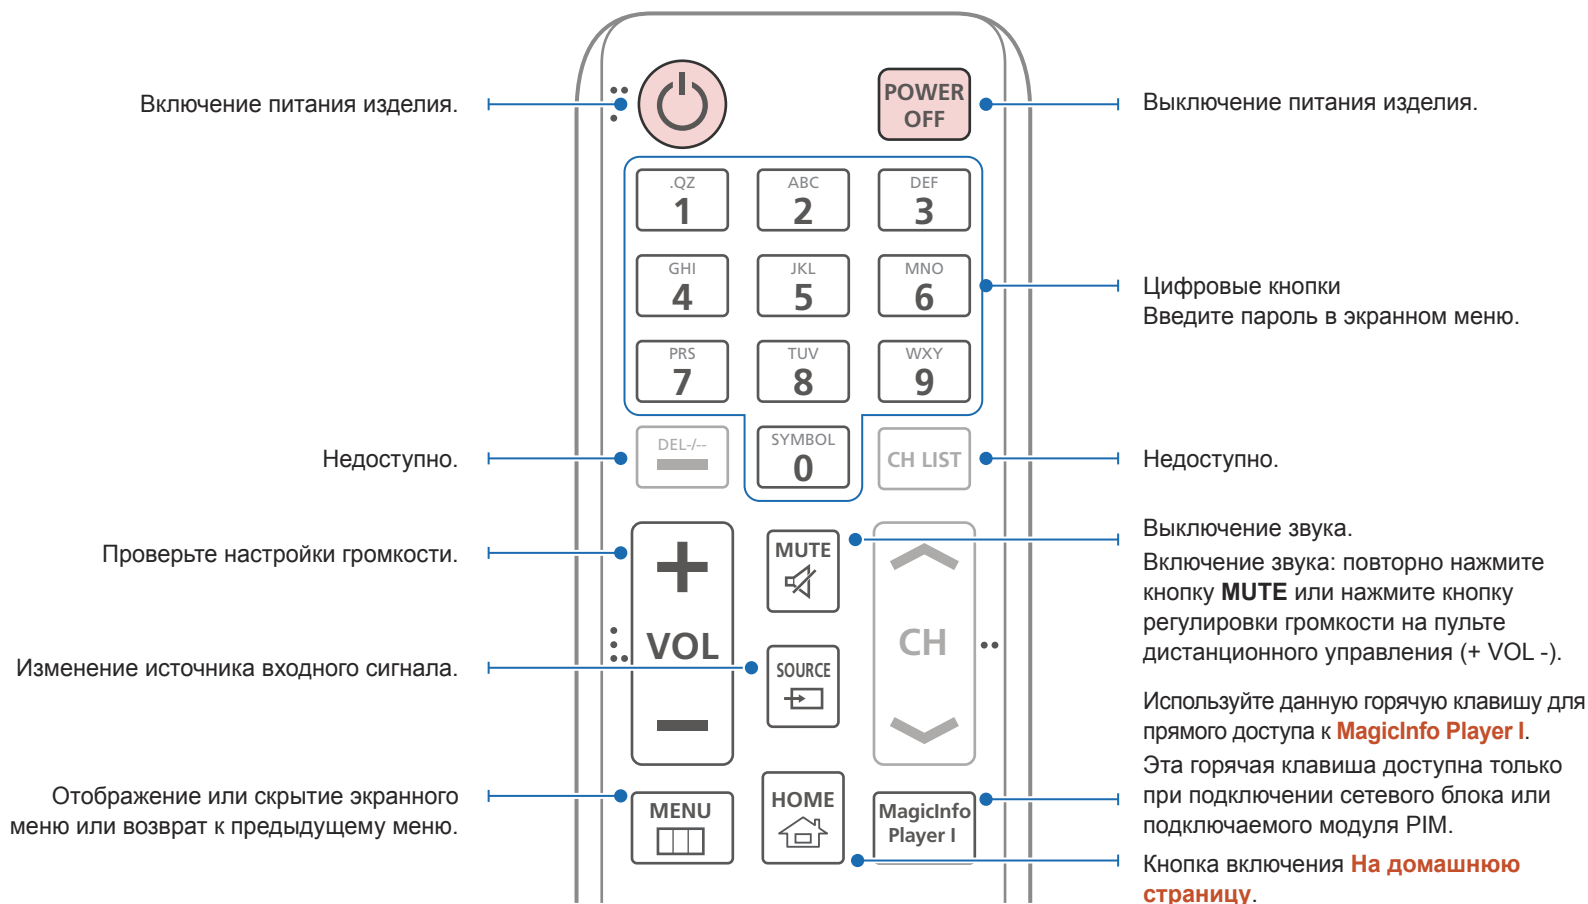 Включение питания изделия.
POWER
OFF
Выключение питания изделия.
.QZ
1
ABC
2
DEF
3
GHI
4
JKL
5
MNO
6
Цифровые кнопки
Введите пароль в экранном меню.
PRS
7
TUV
8
WXY
9
Недоступно.
DEL-/--
SYMBOL
0
CH LIST
Недоступно.
Проверьте настройки громкости.
VOL
MUTE
CH
Выключение звука.
Включение звука: повторно нажмите
кнопку MUTE или нажмите кнопку
регулировки громкости на пульте
дистанционного управления (+ VOL -).
Изменение источника входного сигнала.
SOURCE
Используйте данную горячую клавишу для
прямого доступа к MagicInfo Player I.
Эта горячая клавиша доступна только
при подключении сетевого блока или
подключаемого модуля PIM.
Отображение или скрытие экранного
меню или возврат к предыдущему меню.
MENU
HOME
MagicInfo
Player I
Кнопка включения На домашнюю
страницу.